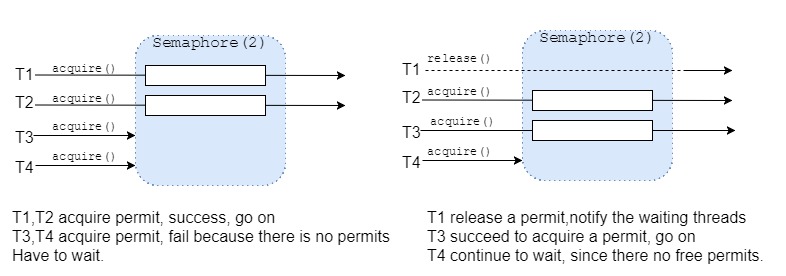 Semaphore(2)
T1 acquire()
T2 acquire()
T3 acquire()
T4 acquire()
T1,T2 acquire permit, success, go on
T3,T4 acquire permit, fail because there is no permits
Have to wait.
Semaphore(2)
T1 release()
T2 acquire()
T3 acquire()
T4 acquire()
T1 release a permit,notify the waiting threads
T3 succeed to acquire a permit, go on
T4 continue to wait, since there no free permits.